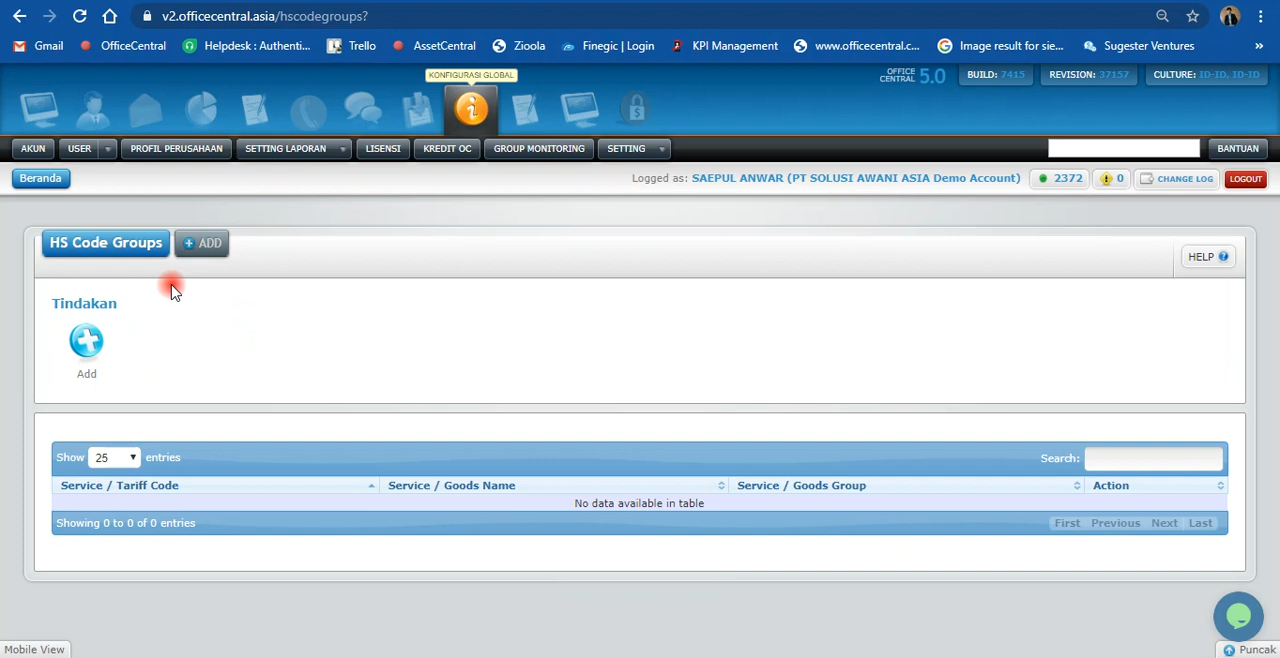 v2.officecentral.asia/hscodegroups?
Gmail OfficeCentral Helpdesk : Authenti... Trello AssetCentral Zioola Finegic | Login KPI Management www.officecentral.c... Image result for sie... Sugester Ventures »
KONFIGURASI GLOBAL
OFFICE CENTRAL 5.0 BUILD: 7415 REVISION: 37157 CULTURE: ID-ID, ID-ID
AKUN USER PROFIL PERUSAHAAN SETTING LAPORAN LISENSI KREDIT OC GROUP MONITORING SETTING BANTUAN
Beranda Logged as: SAEPUL ANWAR (PT SOLUSI AWANI ASIA Demo Account) 2372 0 CHANGE LOG LOGOUT
HS Code Groups ADD
HELP ?
Tindakan
Add
Show 25 entries Search:
Service / Tariff Code Service / Goods Name Service / Goods Group Action
No data available in table
Showing 0 to 0 of 0 entries First Previous Next Last
Mobile View Puncak